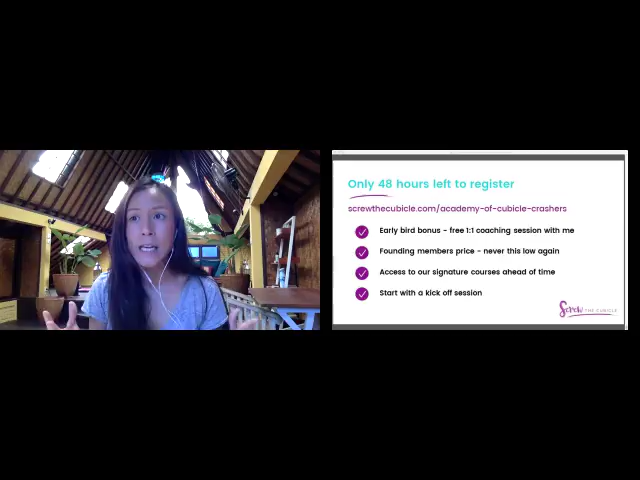 Only 48 hours left to register
screwthecubicle.com/academy-of-cubicle-crashers
Early bird bonus - free 1:1 coaching session with me
Founding members price - never this low again
Access to our signature courses ahead of time
Start with a kick off session
Screw THE CUBICLE